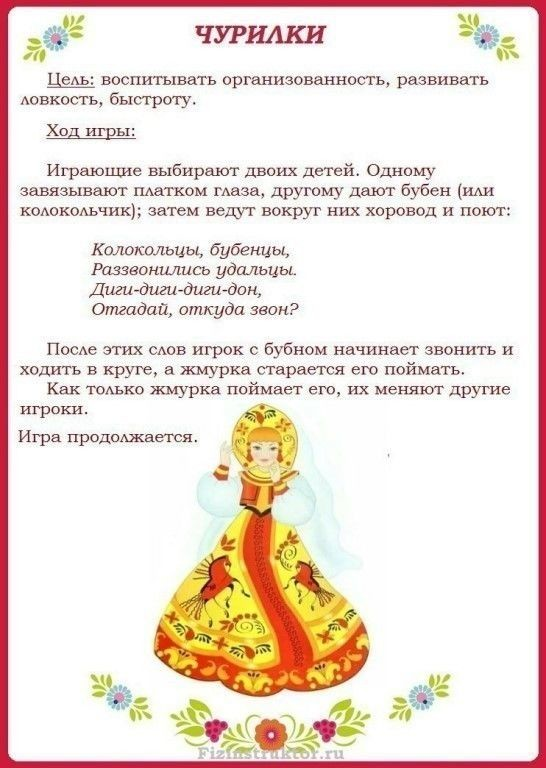 ЧУРИЛКИ
Цель: воспитывать организованность, развивать
ловкость, быстроту.
Ход игры:
Играющие выбирают двоих детей. Одному
завязывают платком глаза, другому дают бубен (или
колокольчик); затем ведут вокруг них хоровод и поют:
Колокольцы, бубенцы,
Раззвонились удальцы.
Диги-диги-диги-дон,
Отгадай, откуда звон?
После этих слов игрок с бубном начинает звонить и
ходить в круге, а жмурка старается его поймать.
Как только жмурка поймает его, их меняют другие
игроки.
Игра продолжается.
Fizinstruktor.ru